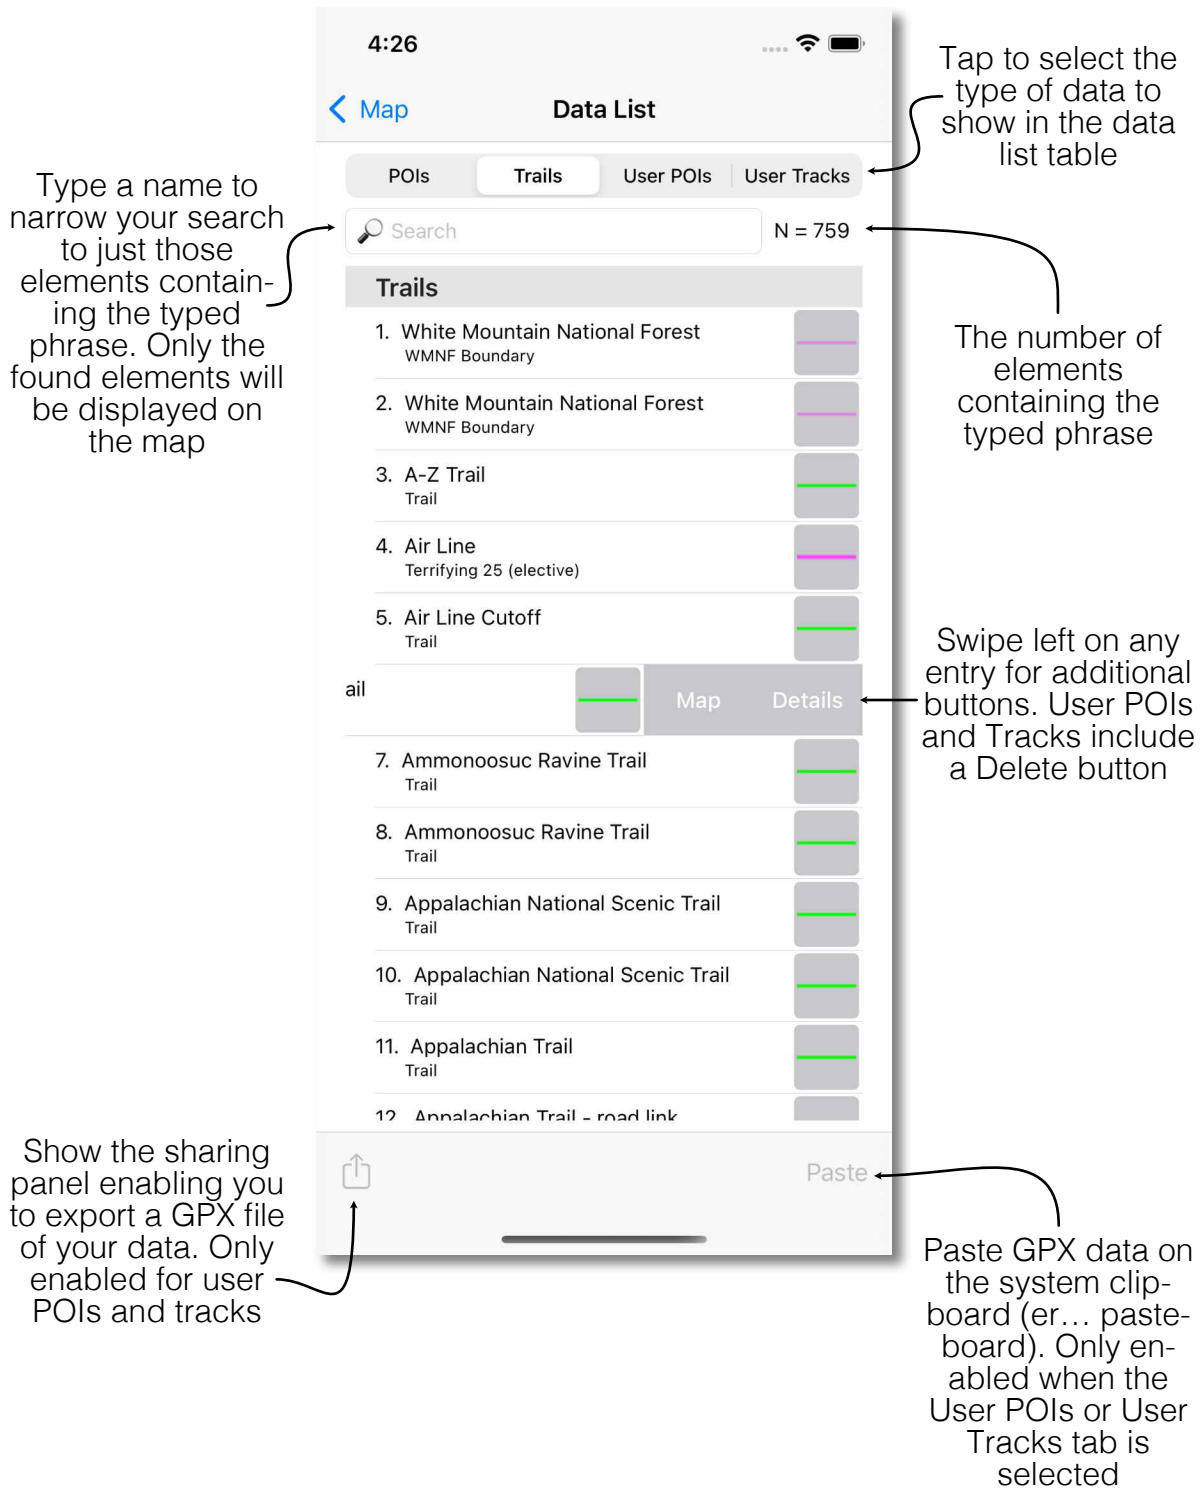 4:26
Map
Data List
POIs
Trails
User POIs
User Tracks
Search
N = 759
Trails
1. White Mountain National Forest
WMNF Boundary
2. White Mountain National Forest
WMNF Boundary
3. A-Z Trail
Trail
4. Air Line
Terrifying 25 (elective)
5. Air Line Cutoff
Trail
ail
Map
Details
7. Ammonoosuc Ravine Trail
Trail
8. Ammonoosuc Ravine Trail
Trail
9. Appalachian National Scenic Trail
Trail
10. Appalachian National Scenic Trail
Trail
11. Appalachian Trail
Trail
12. Appalachian Trail - road link
Paste
Tap to select the
type of data to
show in the data
list table
Type a name to
narrow your search
to just those
elements contain-
ing the typed
phrase. Only the
found elements will
be displayed on
the map
The number of
elements
containing the
typed phrase
Swipe left on any
entry for additional
buttons. User POIs
and Tracks include
a Delete button
Show the sharing
panel enabling you
to export a GPX file
of your data. Only
enabled for user
POIs and tracks
Paste GPX data on
the system clip-
board (er... paste-
board). Only en-
abled when the
User POIs or User
Tracks tab is
selected